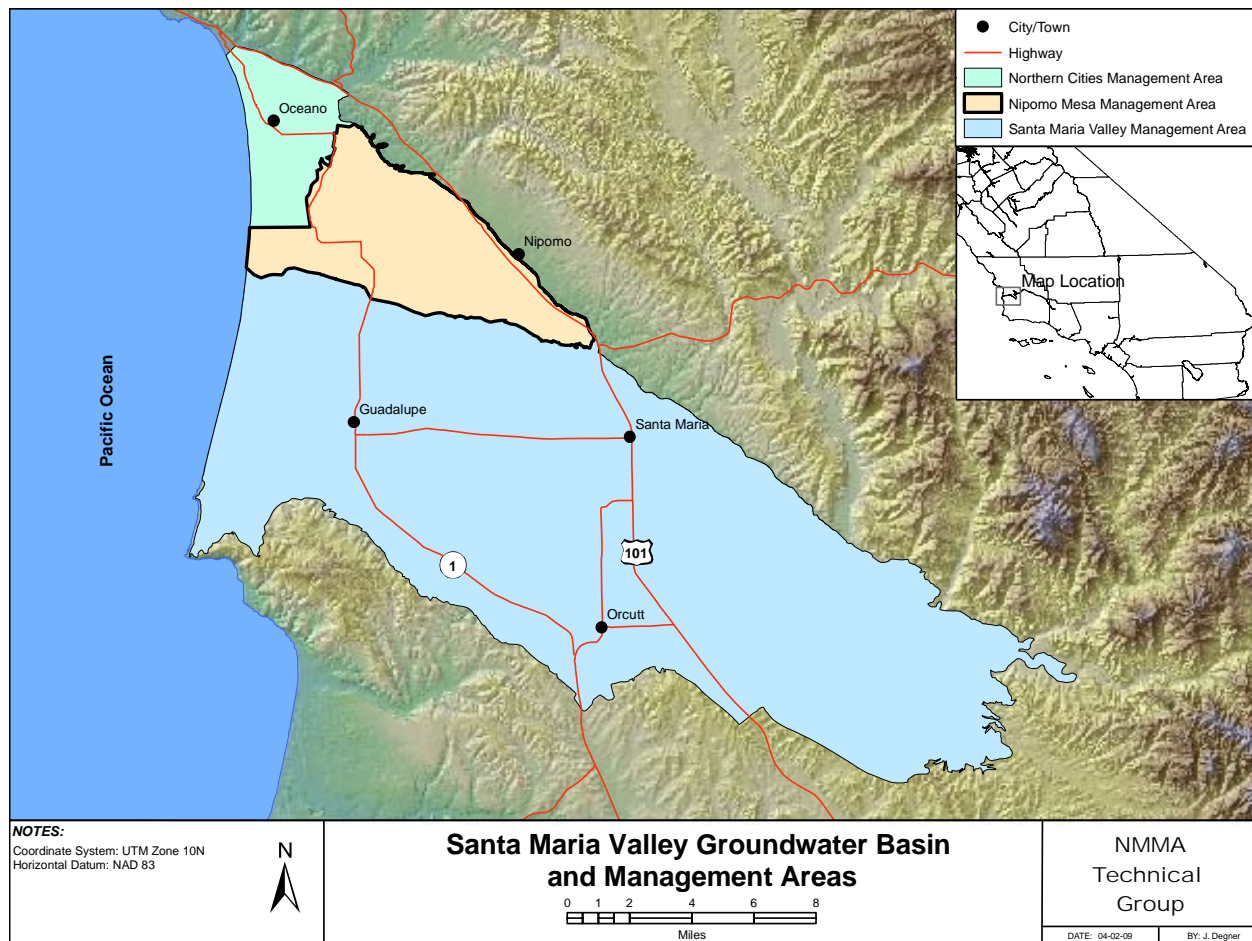 City/Town
Highway
Northern Cities Management Area
Nipomo Mesa Management Area
Santa Maria Valley Management Area
Oceano
Nipomo
Map Location
Pacific Ocean
Guadalupe
Santa Maria
101
1
Orcutt
NOTES:
Coordinate System: UTM Zone 10N
Horizontal Datum: NAD 83
N
Santa Maria Valley Groundwater Basin
and Management Areas
0 1 2 4 6 8
Miles
NMMA
Technical
Group
DATE: 04-02-09 BY: J. Degner